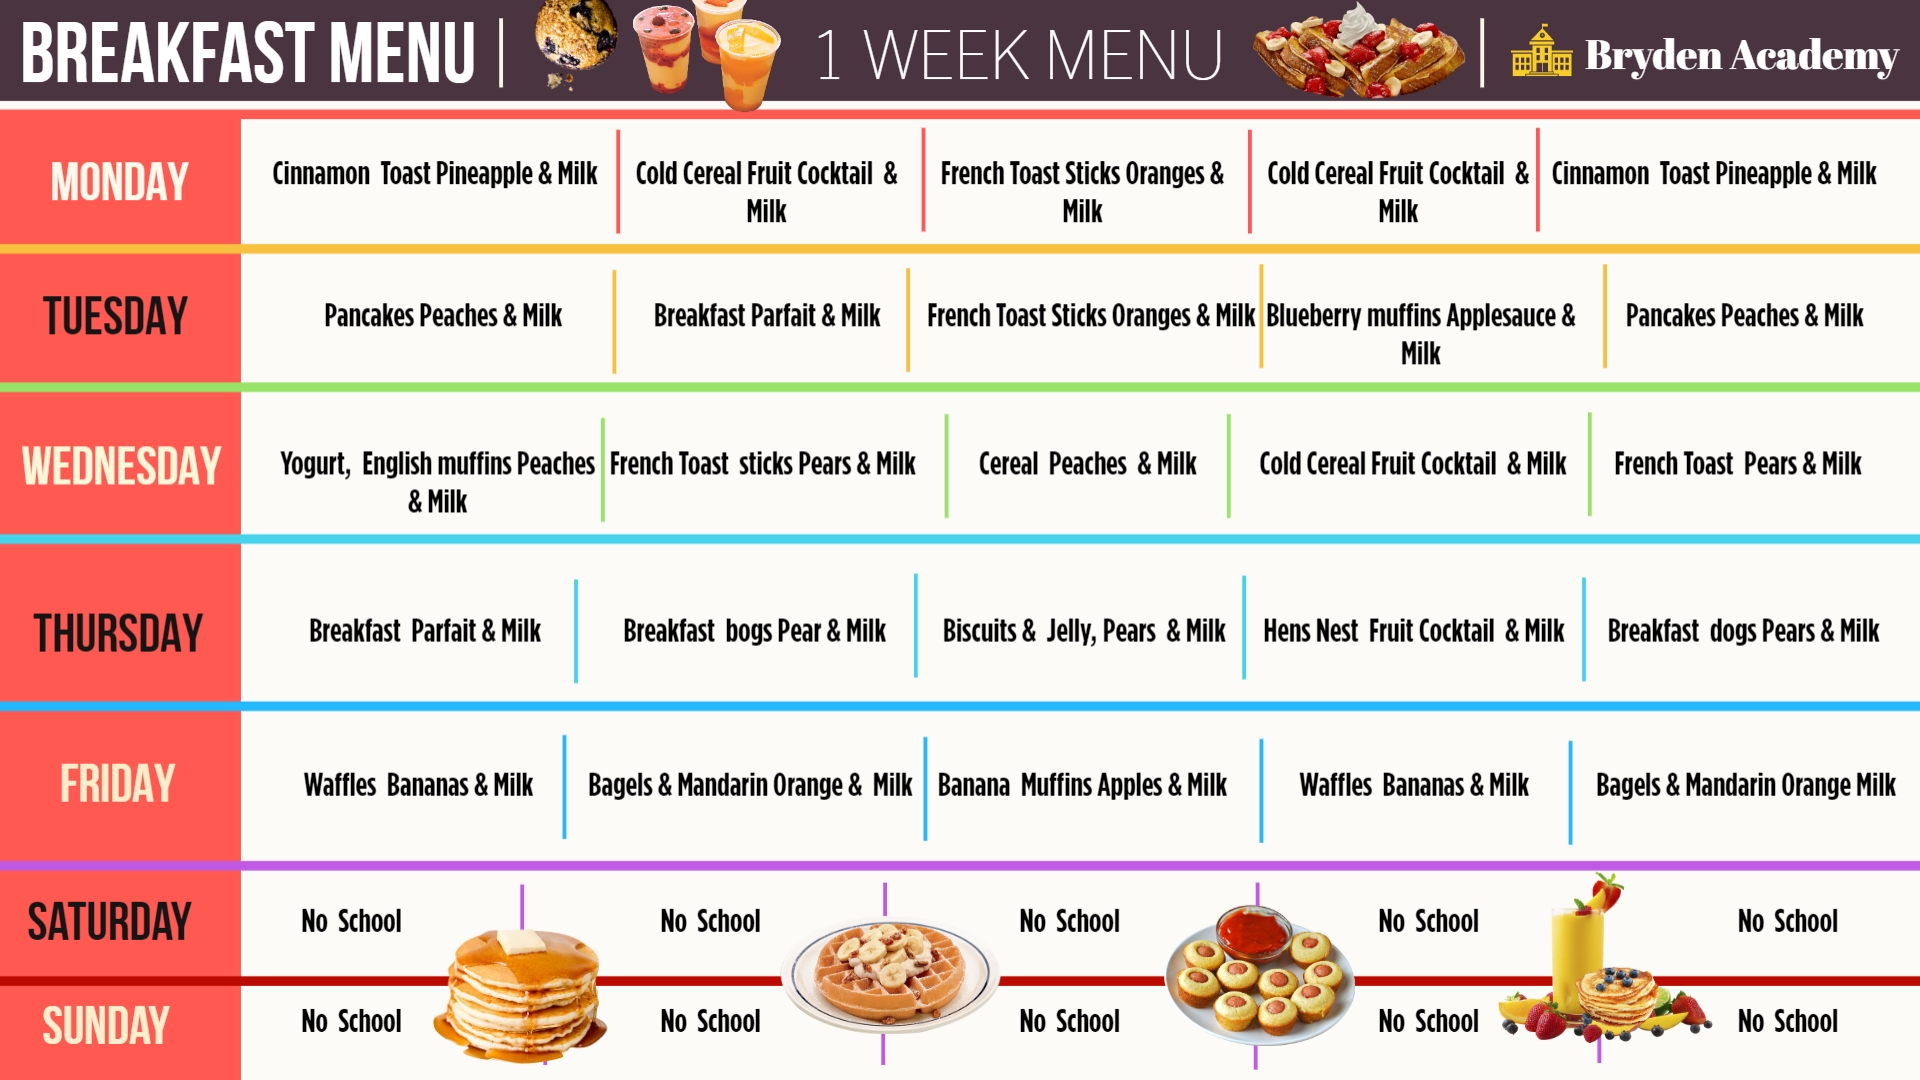 BREAKFAST MENU
1 WEEK MENU
Bryden Academy
MONDAY
Cinnamon Toast Pineapple & Milk
Cold Cereal Fruit Cocktail &
Milk
French Toast Sticks Oranges &
Milk
Cold Cereal Fruit Cocktail &
Milk
Cinnamon Toast Pineapple & Milk
TUESDAY
Pancakes Peaches & Milk
Breakfast Parfait & Milk
French Toast Sticks Oranges & Milk
Blueberry muffins Applesauce &
Milk
Pancakes Peaches & Milk
WEDNESDAY
Yogurt, English muffins Peaches
& Milk
French Toast sticks Pears & Milk
Cereal Peaches & Milk
Cold Cereal Fruit Cocktail & Milk
French Toast Pears & Milk
THURSDAY
Breakfast Parfait & Milk
Breakfast bogs Pear & Milk
Biscuits & Jelly, Pears & Milk
Hens Nest Fruit Cocktail & Milk
Breakfast dogs Pears & Milk
FRIDAY
Waffles Bananas & Milk
Bagels & Mandarin Orange & Milk
Banana Muffins Apples & Milk
Waffles Bananas & Milk
Bagels & Mandarin Orange Milk
SATURDAY
No School
No School
No School
No School
No School
SUNDAY
No School
No School
No School
No School
No School